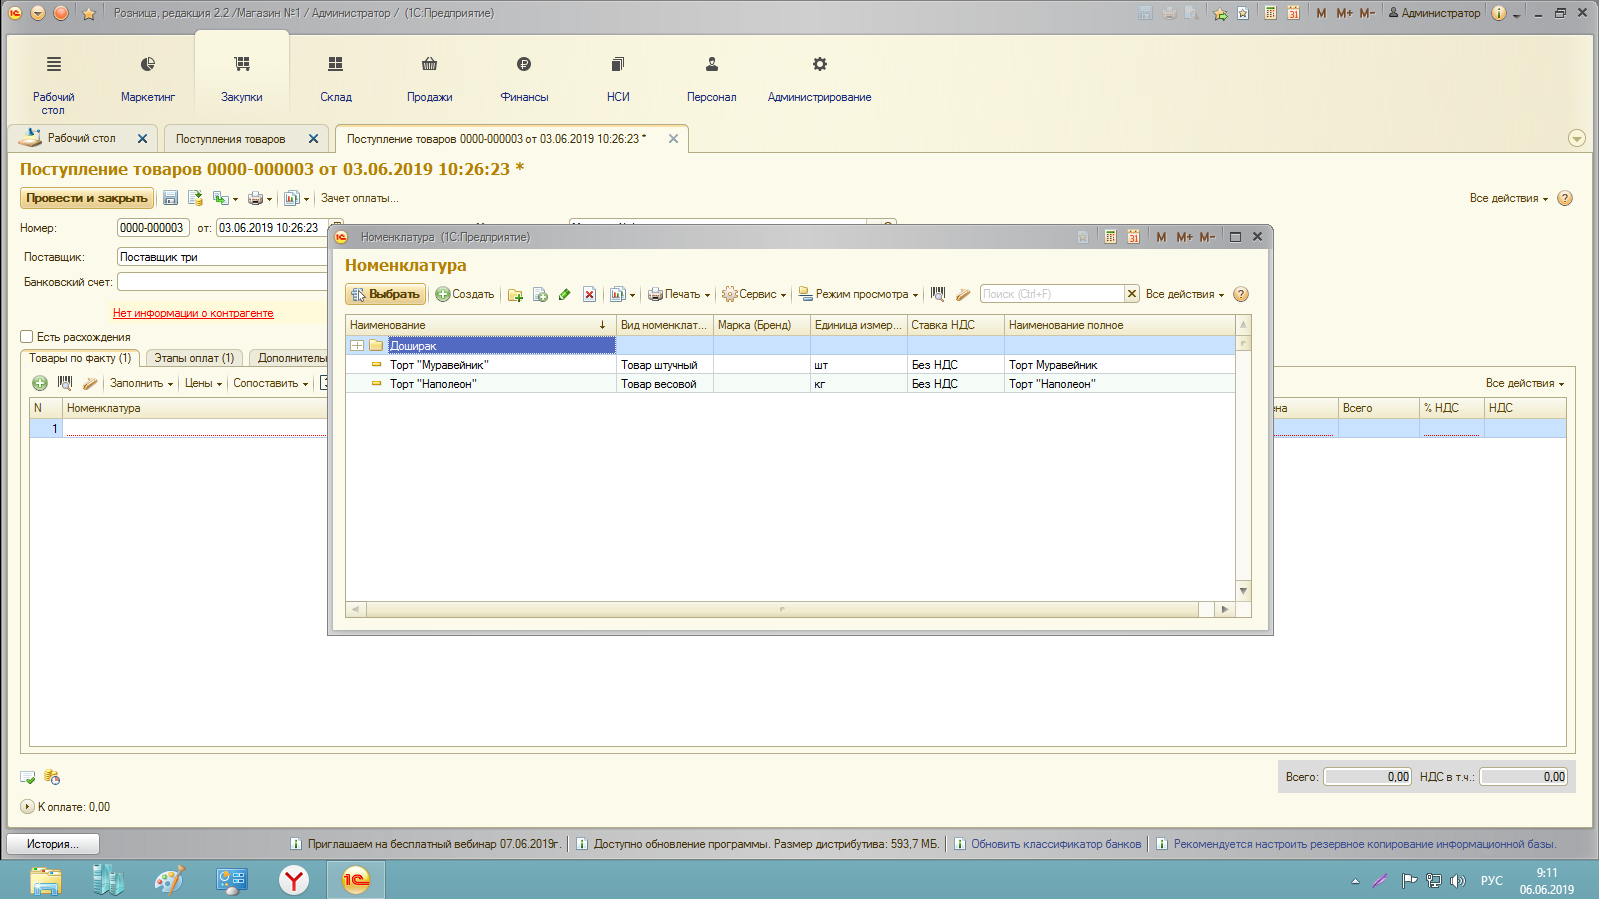 Розница, редакция 2.2 /Магазин №1 / Администратор / (1С:Предприятие)
M M+ M- Администратор
Рабочий стол
Маркетинг
Закупки
Склад
Продажи
Финансы
НСИ
Персонал
Администрирование
Рабочий стол
Поступления товаров
Поступление товаров 0000-000003 от 03.06.2019 10:26:23 *
Поступление товаров 0000-000003 от 03.06.2019 10:26:23 *
Провести и закрыть
Зачет оплаты...
Все действия
Номер: 0000-000003 от: 03.06.2019 10:26:23
Поставщик: Поставщик три
Банковский счет:
Нет информации о контрагенте
Есть расхождения
Товары по факту (1) Этапы оплат (1) Дополнитель
Заполнить Цены Сопоставить
Все действия
N Номенклатура Всего % НДС НДС
1
Номенклатура (1С:Предприятие)
31 M M+ M-
Номенклатура
Выбрать Создать Печать Сервис Режим просмотра Поиск (Ctrl+F) Все действия
Наименование Вид номенклат... Марка (Бренд) Единица измер... Ставка НДС Наименование полное
Доширак
Торт "Муравейник" Товар штучный шт Без НДС Торт Муравейник
Торт "Наполеон" Товар весовой кг Без НДС Торт "Наполеон"
Всего: 0,00 НДС в т.ч.: 0,00
К оплате: 0,00
История...
Приглашаем на бесплатный вебинар 07.06.2019г.
Доступно обновление программы. Размер дистрибутива: 593,7 МБ.
Обновить классификатор банков
Рекомендуется настроить резервное копирование информационной базы.
РУС
9:11
06.06.2019